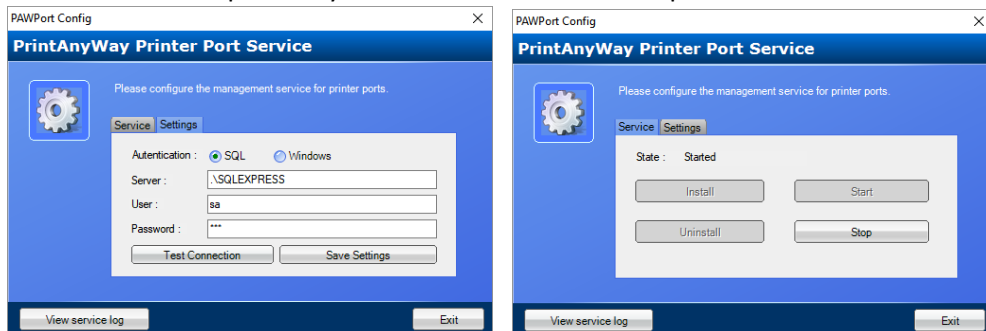 PAWPort Config
PrintAnyWay Printer Port Service
Please configure the management service for printer ports.
Service Settings
Autentication : SQL Windows
Server : .\SQLEXPRESS
User : sa
Password : ***
Test Connection Save Settings
View service log Exit
PAWPort Config
PrintAnyWay Printer Port Service
Please configure the management service for printer ports.
Service Settings
State : Started
Install Start
Uninstall Stop
View service log Exit